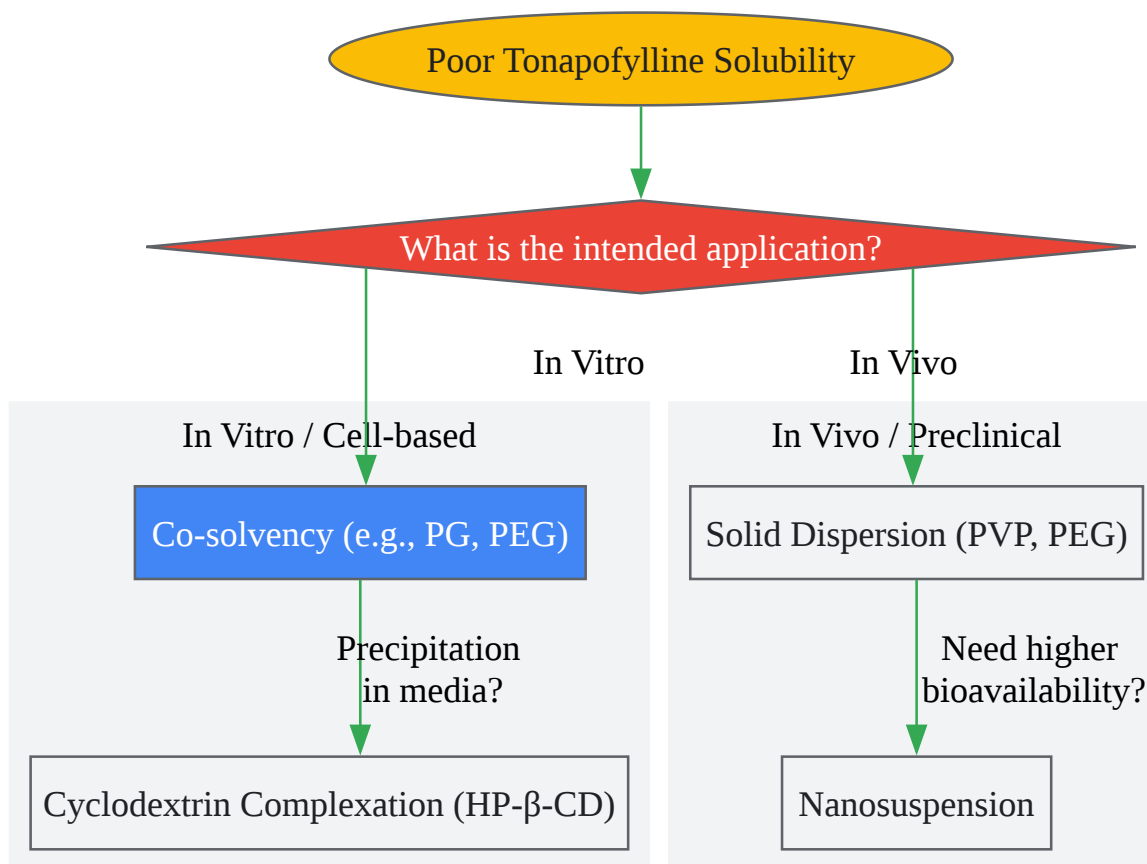 Poor Tonapofylline Solubility
What is the intended application?
In Vitro
In Vivo
In Vitro / Cell-based
In Vivo / Preclinical
Co-solvency (e.g., PG, PEG)
Solid Dispersion (PVP, PEG)
Precipitation
in media?
Need higher
bioavailability?
Cyclodextrin Complexation (HP-β-CD)
Nanosuspension